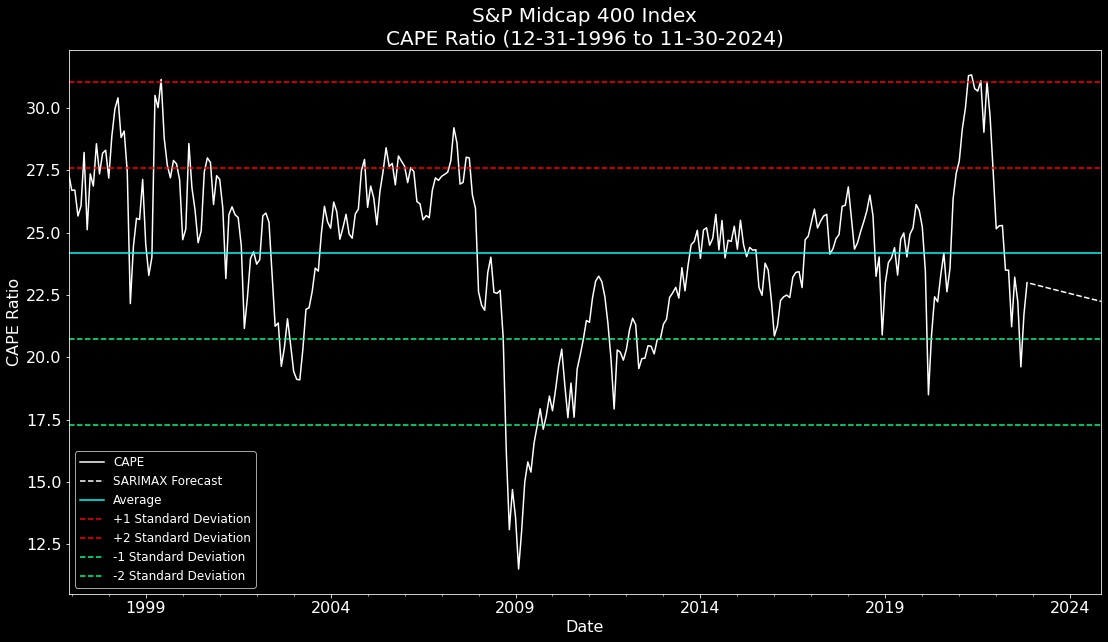 S&P Midcap 400 Index
CAPE Ratio (12-31-1996 to 11-30-2024)
CAPE Ratio
30.0
27.5
25.0
22.5
20.0
17.5
15.0
12.5
CAPE
SARIMAX Forecast
Average
+1 Standard Deviation
+2 Standard Deviation
-1 Standard Deviation
-2 Standard Deviation
1999
2004
2009
2014
2019
2024
Date